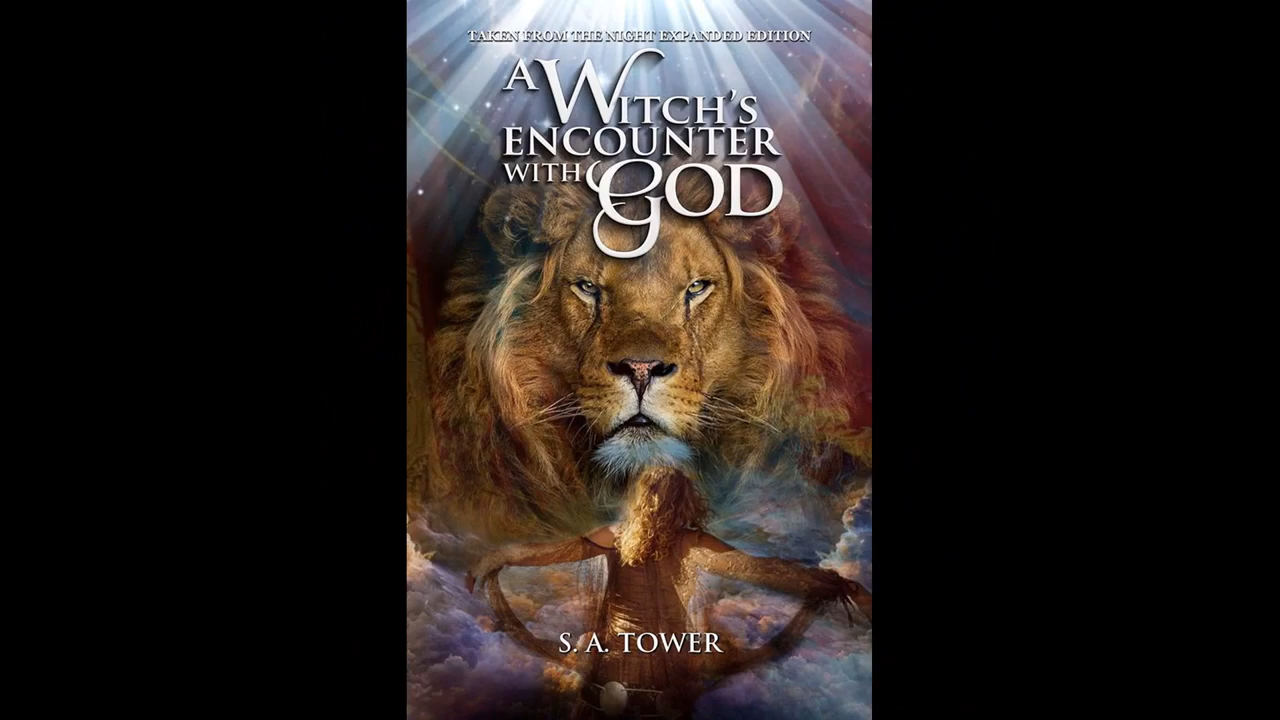 TAKEN FROM THE NIGHT EXPANDED EDITION
A WITCH'S
ENCOUNTER
WITH GOD
S. A. TOWER